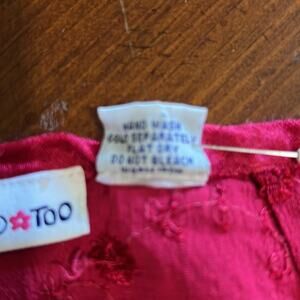 HAND WASH
COLD SEPARATELY
FLAT DRY
DO NOT BLEACH
TOO